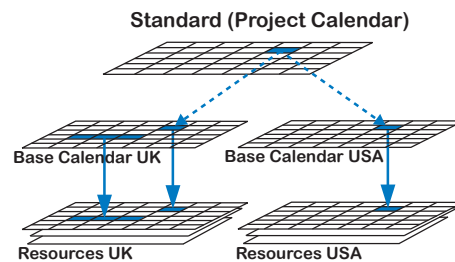 Standard (Project Calendar)
Base Calendar UK
Base Calendar USA
Resources UK
Resources USA